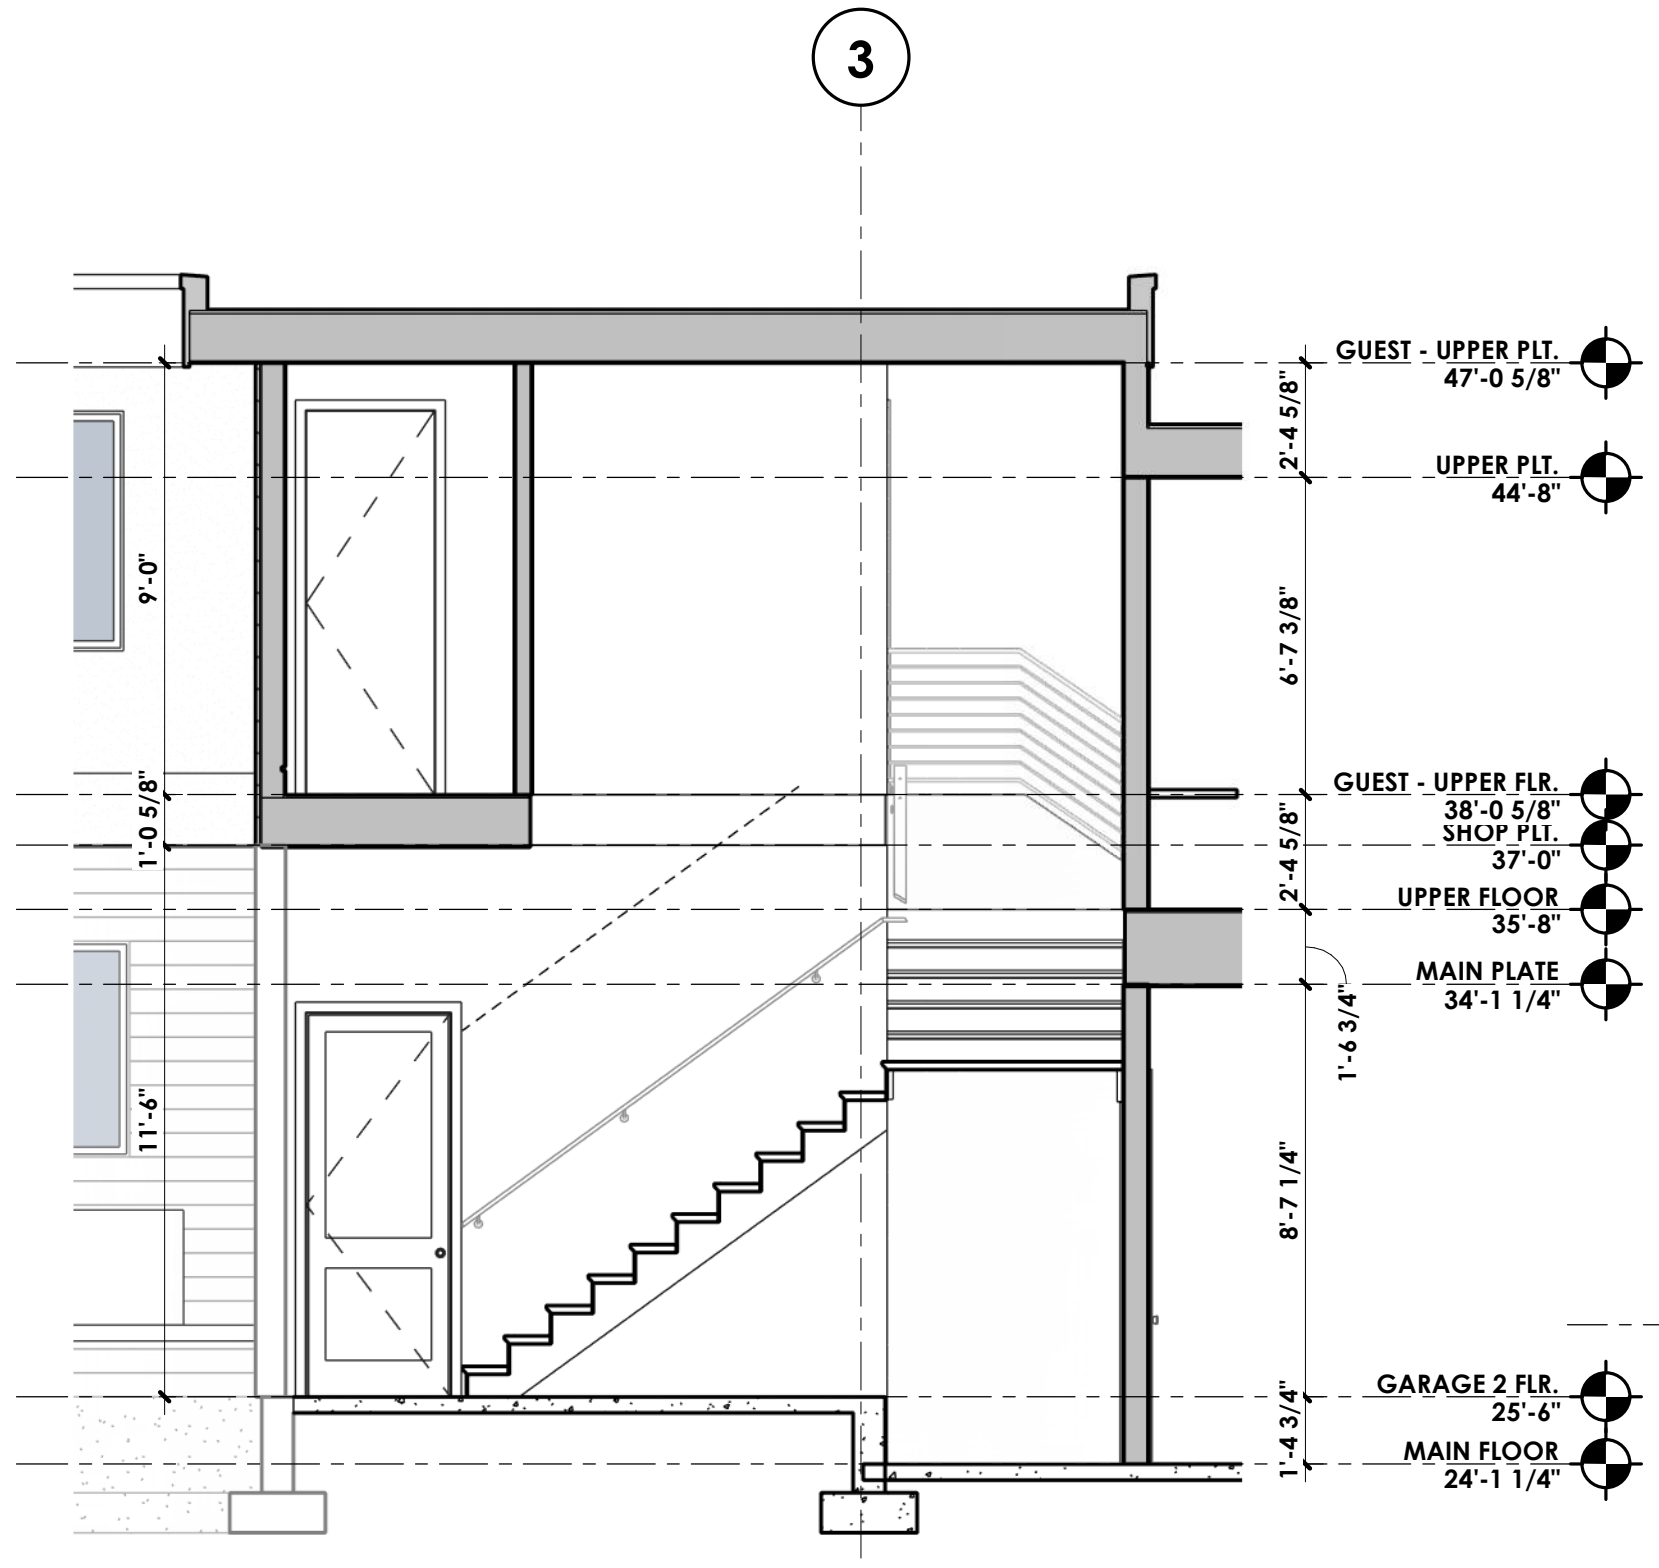 3
GUEST - UPPER PLT.
47'-0 5/8"
2'-4 5/8"
UPPER PLT.
44'-8"
9'-0"
6'-7 3/8"
GUEST - UPPER FLR.
38'-0 5/8"
1'-0 5/8"
2'-4 5/8"
SHOP PLT.
37'-0"
UPPER FLOOR
35'-8"
MAIN PLATE
34'-1 1/4"
1'-6 3/4"
11'-6"
8'-7 1/4"
GARAGE 2 FLR.
25'-6"
1'-4 3/4"
MAIN FLOOR
24'-1 1/4"